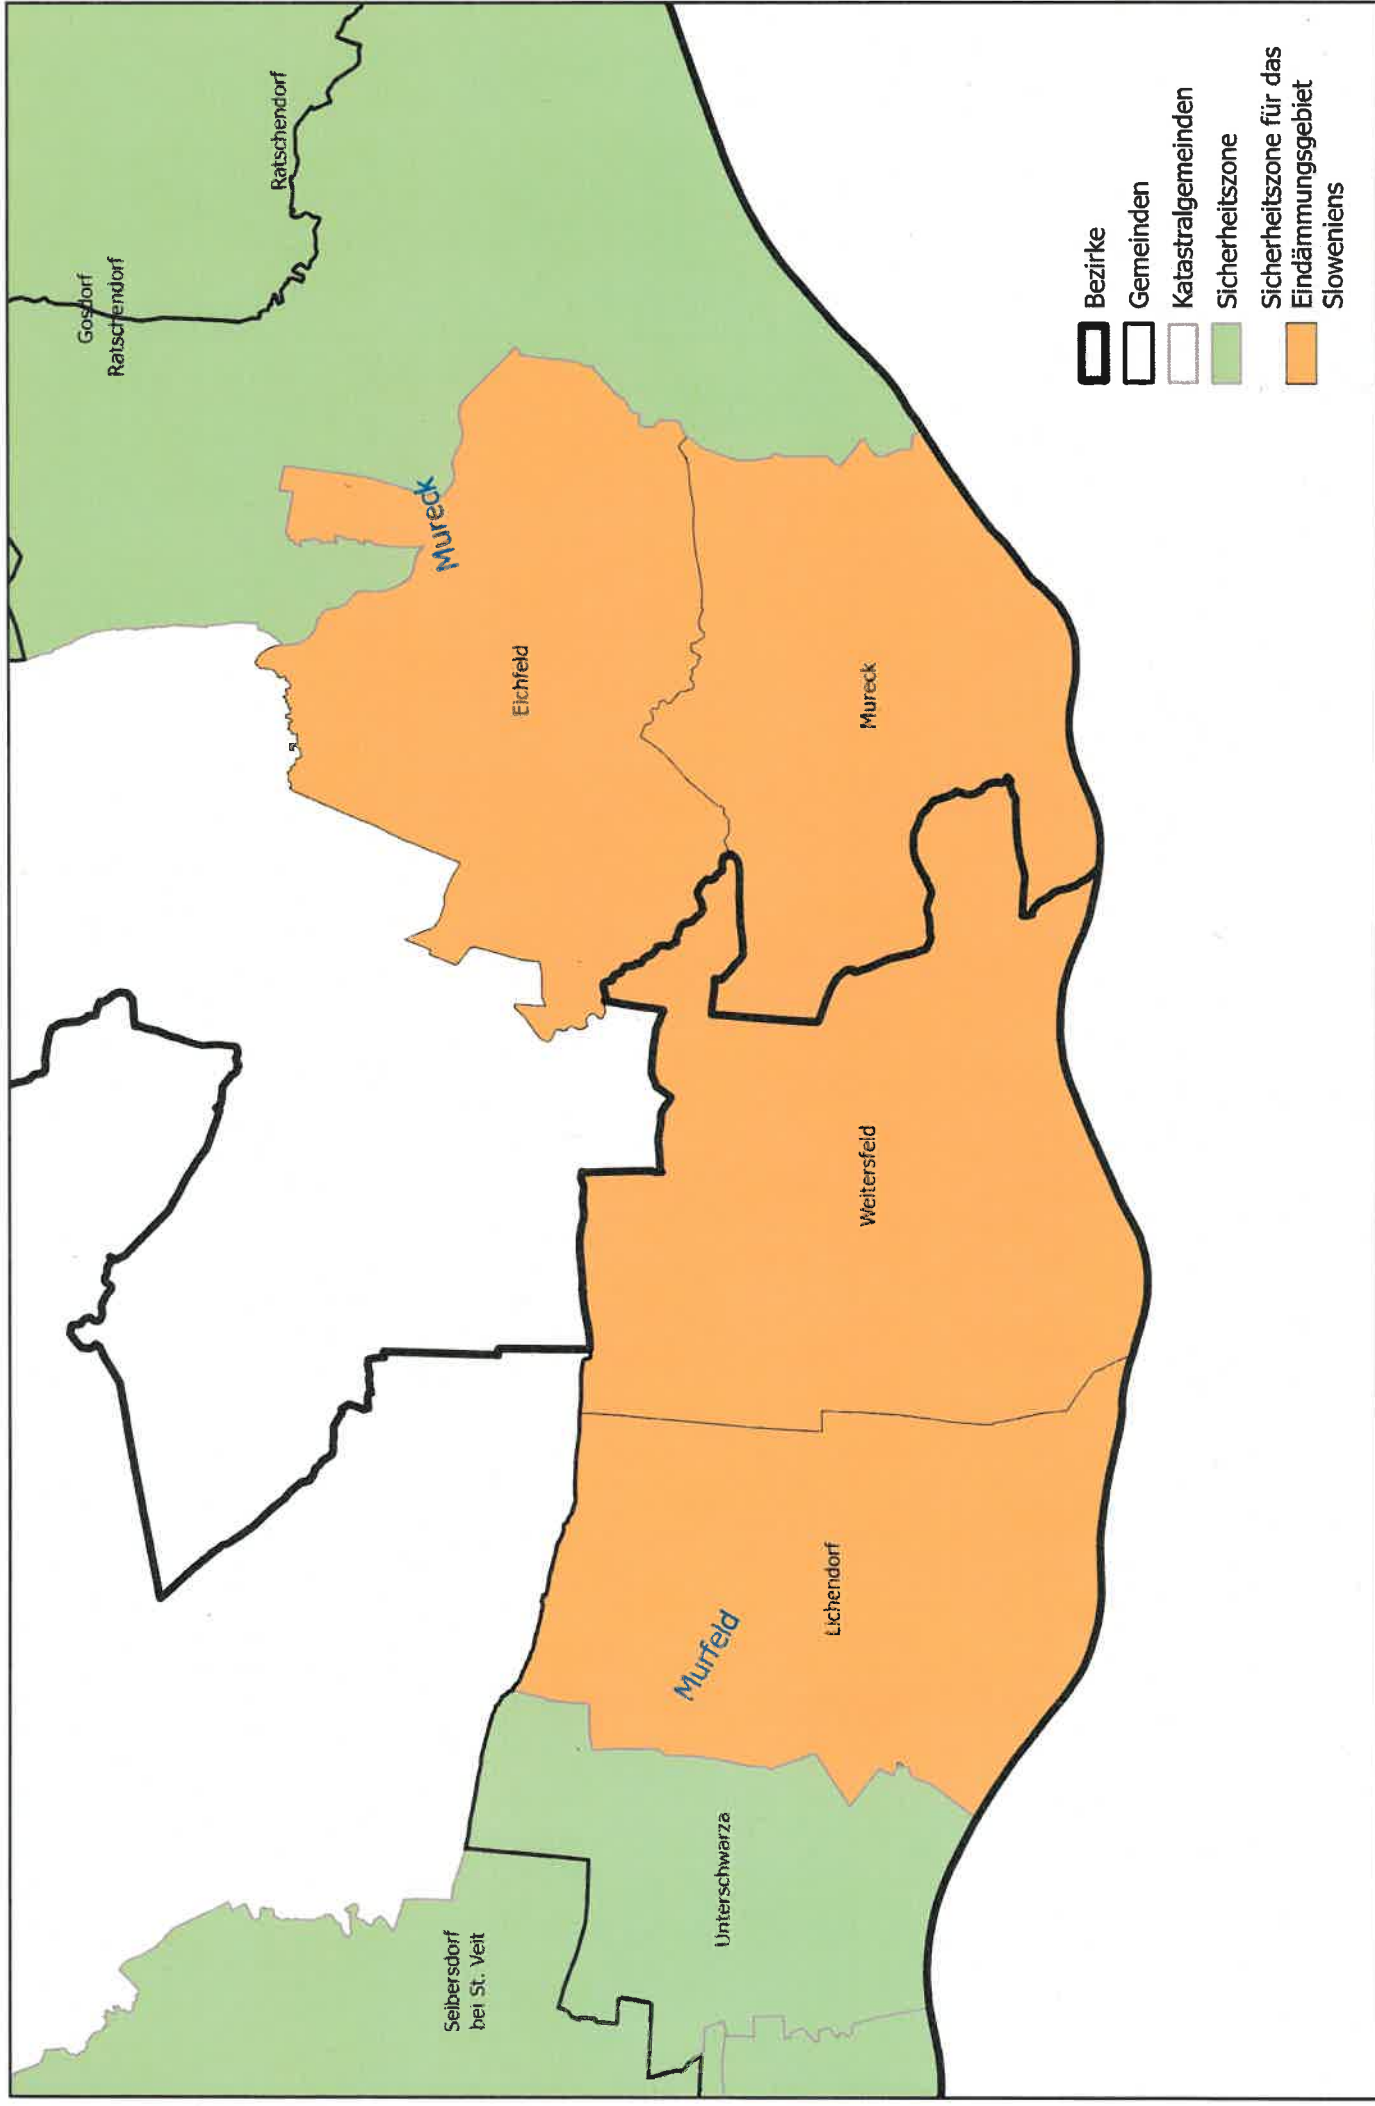 Gosdorf
Ratschendorf
Ratschendorf
Mureck
Eichfeld
Mureck
Weitersfeld
Murfeld
Lichendorf
Unterschwarza
Seibersdorf
bei St. Veit
Bezirke
Gemeinden
Katastralgemeinden
Sicherheitszone
Sicherheitszone für das
Eindämmungsgebiet
Sloweniens